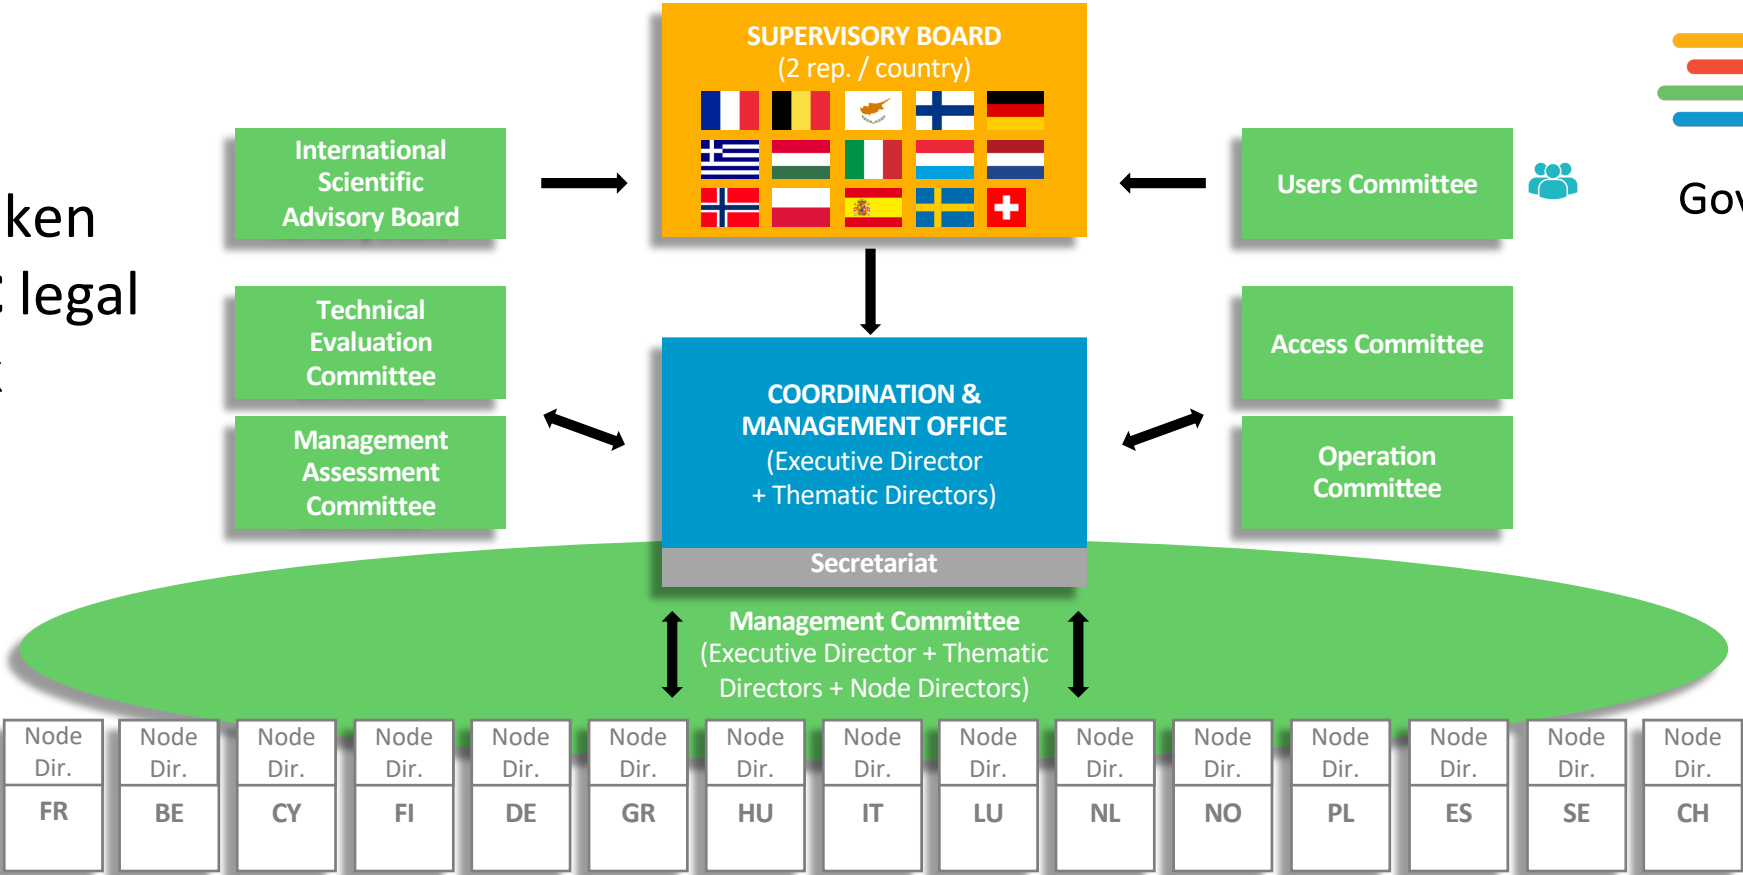 SUPERVISORY BOARD
(2 rep. / country)
International
Scientific
Advisory Board
Users Committee
Gov
ken
legal
Technical
Evaluation
Committee
Access Committee
COORDINATION &
MANAGEMENT OFFICE
(Executive Director
+ Thematic Directors)
Management
Assessment
Committee
Operation
Committee
Secretariat
Management Committee
(Executive Director + Thematic
Directors + Node Directors)
Node
Dir.
FR
Node
Dir.
BE
Node
Dir.
CY
Node
Dir.
FI
Node
Dir.
DE
Node
Dir.
GR
Node
Dir.
HU
Node
Dir.
IT
Node
Dir.
LU
Node
Dir.
NL
Node
Dir.
NO
Node
Dir.
PL
Node
Dir.
ES
Node
Dir.
SE
Node
Dir.
CH